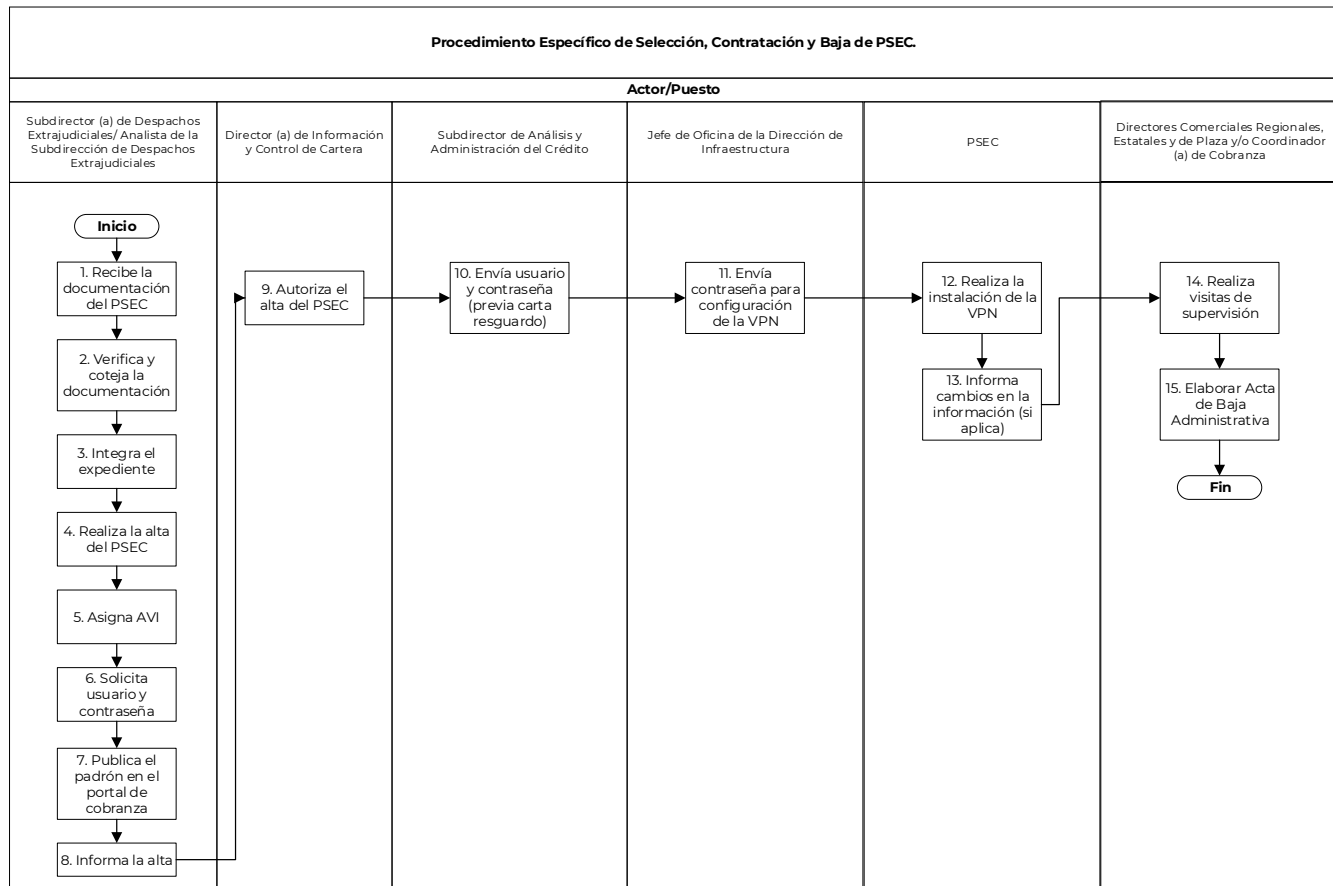 Procedimiento Específico de Selección, Contratación y Baja de PSEC.
Actor/Puesto
Subdirector (a) de Despachos
Extrajudiciales/ Analista de la
Subdirección de Despachos
Extrajudiciales
Director (a) de Información
y Control de Cartera
Subdirector de Análisis y
Administración del Crédito
Jefe de Oficina de la Dirección de
Infraestructura
PSEC
Directores Comerciales Regionales,
Estatales y de Plaza y/o Coordinador
(a) de Cobranza
Inicio
1. Recibe la
documentación
del PSEC
2. Verifica y
coteja la
documentación
3. Integra el
expediente
4. Realiza la alta
del PSEC
5. Asigna AVI
6. Solicita
usuario y
contraseña
7. Publica el
padrón en el
portal de
cobranza
8. Informa la alta
9. Autoriza el
alta del PSEC
10. Envía usuario
y contraseña
(previa carta
resguardo)
11. Envía
contraseña para
configuración
de la VPN
12. Realiza la
instalación de la
VPN
13. Informa
cambios en la
información (si
aplica)
14. Realiza
visitas de
supervisión
15. Elaborar Acta
de Baja
Administrativa
Fin